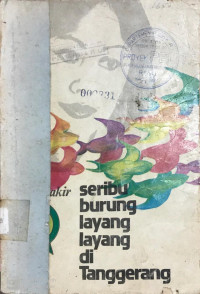 000331
akir
seribu
burung
layang
layang
di
Tanggerang